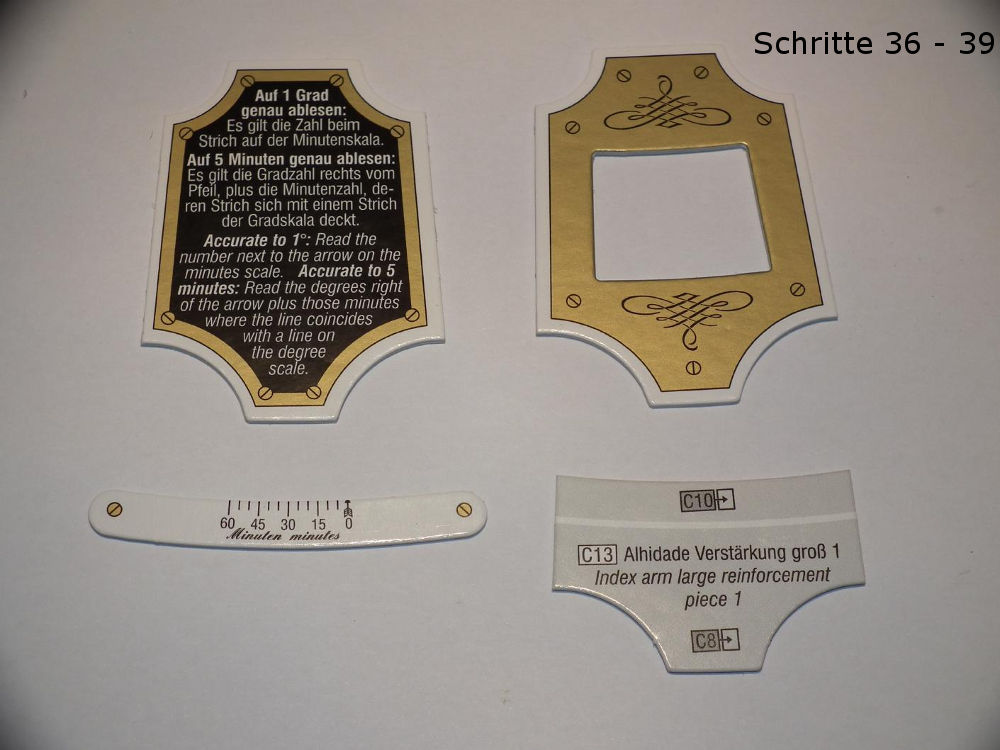 Schritte 36 - 39
Auf 1 Grad
genau ablesen:
Es gilt die Zahl beim
Strich auf der Minutenskala.
Auf 5 Minuten genau ablesen:
Es gilt die Gradzahl rechts vom
Pfeil, plus die Minutenzahl, de-
ren Strich sich mit einem Strich
der Gradskala deckt.
Accurate to 1°: Read the
number next to the arrow on the
minutes scale. Accurate to 5
minutes: Read the degrees right
of the arrow plus those minutes
where the line coincides
with a line on
the degree
scale.
60 45 30 15 0
Minuten minutes
C10
C13 Alhidade Verstärkung groß 1
Index arm large reinforcement
piece 1
C8